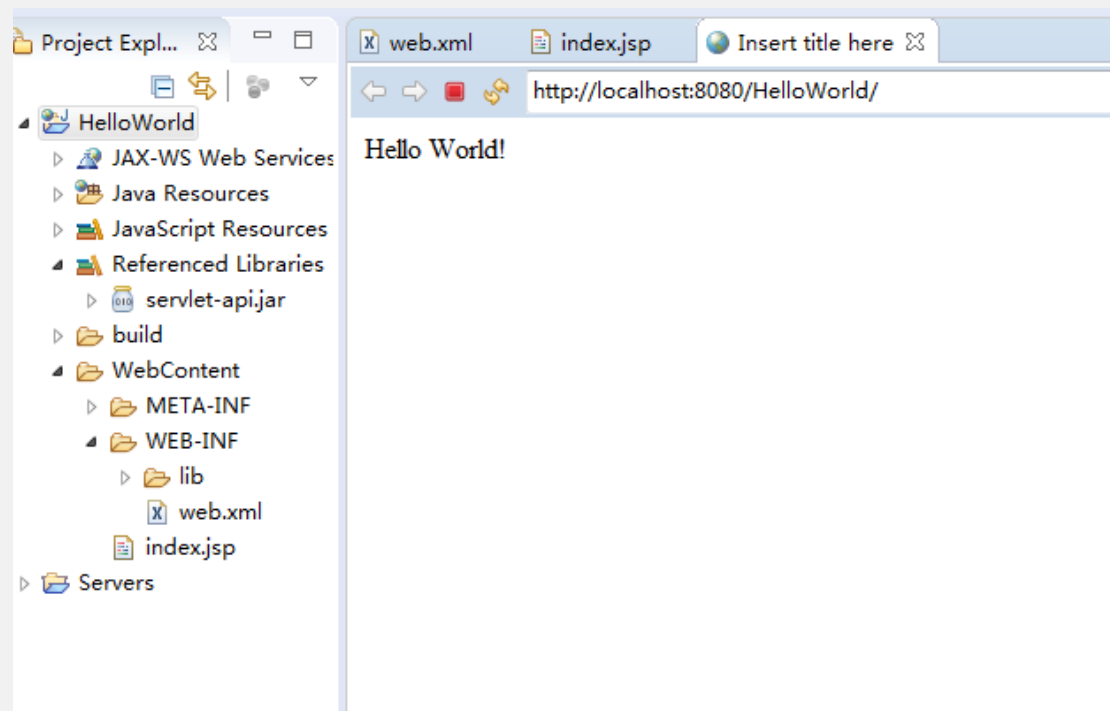 Project Expl...
web.xml
index.jsp
Insert title here
http://localhost:8080/HelloWorld/
Hello World!
HelloWorld
JAX-WS Web Services
Java Resources
JavaScript Resources
Referenced Libraries
servlet-api.jar
build
WebContent
META-INF
WEB-INF
lib
web.xml
index.jsp
Servers